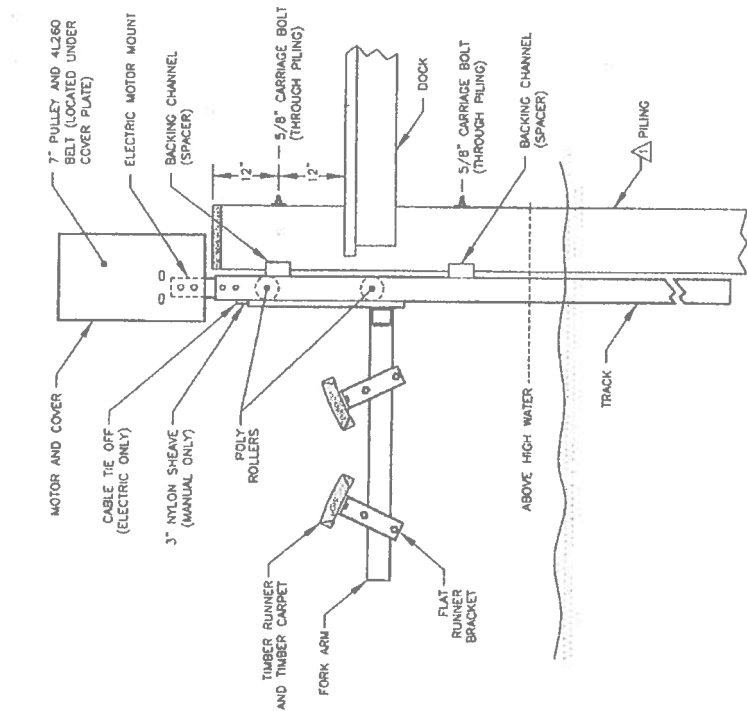 MOTOR AND COVER
CABLE TIE OFF
(ELECTRIC ONLY)
3" NYLON SHEAVE
(MANUAL ONLY)
POLY
ROLLERS
TIMBER RUNNER
AND TIMBER CARPET
FORK ARM
FLAT
RUNNER
BRACKET
ABOVE HIGH WATER
TRACK
7" PULLEY AND 4L260
BELT (LOCATED UNDER
COVER PLATE)
ELECTRIC MOTOR MOUNT
BACKING CHANNEL
(SPACER)
12"
5/8" CARRIAGE BOLT
(THROUGH PILING)
12"
DOCK
5/8" CARRIAGE BOLT
(THROUGH PILING)
BACKING CHANNEL
(SPACER)
1 PILING